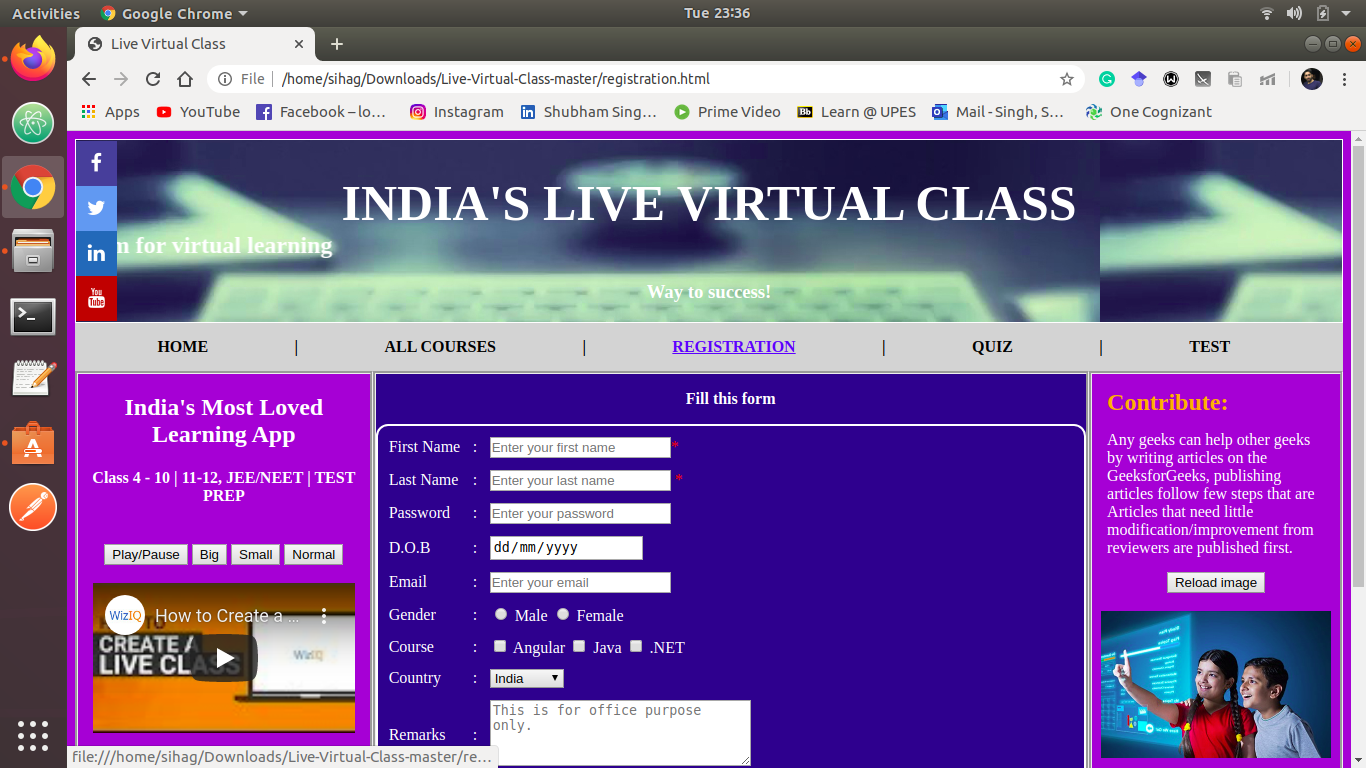 Activities Google Chrome Tue 23:36
Live Virtual Class
File /home/sihag/Downloads/Live-Virtual-Class-master/registration.html
Apps YouTube Facebook – lo… Instagram Shubham Sing… Prime Video Bb Learn @ UPES Mail - Singh, S… One Cognizant
INDIA'S LIVE VIRTUAL CLASS
m for virtual learning
Way to success!
f
in
You Tube
HOME | ALL COURSES | REGISTRATION | QUIZ | TEST
India's Most Loved
Learning App
Class 4 - 10 | 11-12, JEE/NEET | TEST
PREP
Play/Pause Big Small Normal
WizIQ How to Create a …
HOW TO
CREATE A
LIVE CLASS
WizIQ
Fill this form
First Name : Enter your first name *
Last Name : Enter your last name *
Password : Enter your password
D.O.B : dd/mm/yyyy
Email : Enter your email
Gender : Male Female
Course : Angular Java .NET
Country : India
Remarks : This is for office purpose
only.
Contribute:
Any geeks can help other geeks
by writing articles on the
GeeksforGeeks, publishing
articles follow few steps that are
Articles that need little
modification/improvement from
reviewers are published first.
Reload image
file:///home/sihag/Downloads/Live-Virtual-Class-master/re…